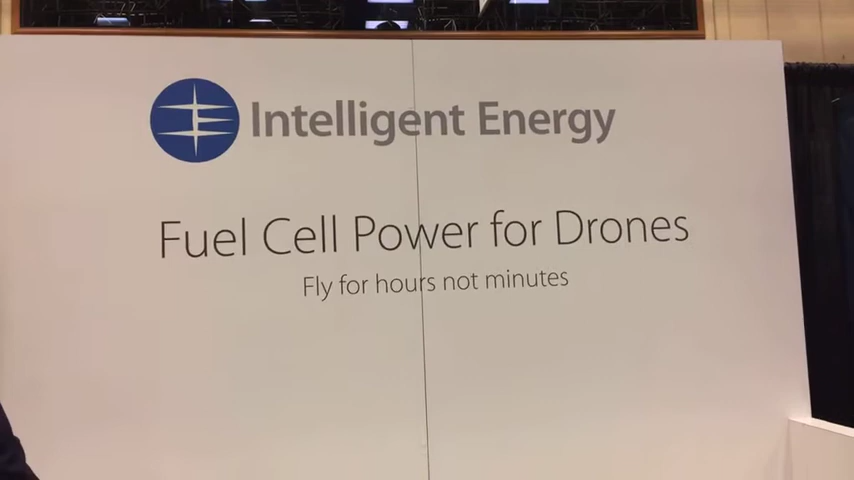 Intelligent Energy
Fuel Cell Power for Drones
Fly for hours not minutes